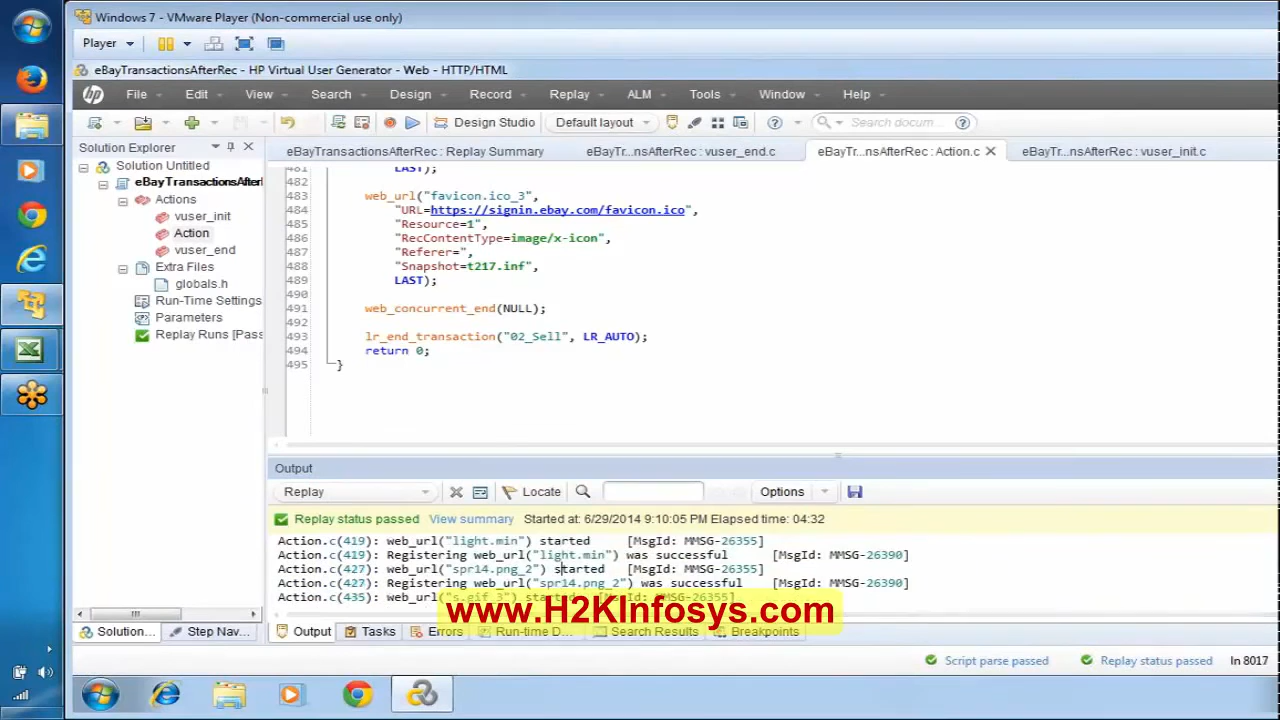 Windows 7 - VMware Player (Non-commercial use only)
Player
eBayTransactionsAfterRec - HP Virtual User Generator - Web - HTTP/HTML
hp File Edit View Search Design Record Replay ALM Tools Window Help
Design Studio Default layout Search docum
Solution Explorer
eBayTransactionsAfterRec : Replay Summary eBayTr...nsAfterRec : vuser_end.c eBayTr...nsAfterRec : Action.c eBayTr...nsAfterRec : vuser_init.c
Solution Untitled
eBayTransactionsAfterl
Actions
vuser_init
Action
vuser_end
Extra Files
globals.h
Run-Time Settings
Parameters
Replay Runs [Pass
481 LAST);
482
483 web_url("favicon.ico_3",
484 "URL=https://signin.ebay.com/favicon.ico",
485 "Resource=1",
486 "RecContentType=image/x-icon",
487 "Referer=",
488 "Snapshot=t217.inf",
489 LAST);
490
491 web_concurrent_end(NULL);
492
493 lr_end_transaction("02_Sell", LR_AUTO);
494 return 0;
495 }
Output
Replay Locate Options
Replay status passed View summary Started at: 6/29/2014 9:10:05 PM Elapsed time: 04:32
Action.c(419): web_url("light.min") started [MsgId: MMSG-26355]
Action.c(419): Registering web_url("light.min") was successful [MsgId: MMSG-26390]
Action.c(427): web_url("spr14.png_2") started [MsgId: MMSG-26355]
Action.c(427): Registering web_url("spr14.png_2") was successful [MsgId: MMSG-26390]
Action.c(435): web_url("s.gif_3") started [MsgId: MMSG-26355]
www.H2KInfosys.com
Solution... Step Nav... Output Tasks Errors Run-time D... Search Results Breakpoints
Script parse passed Replay status passed ln 8017